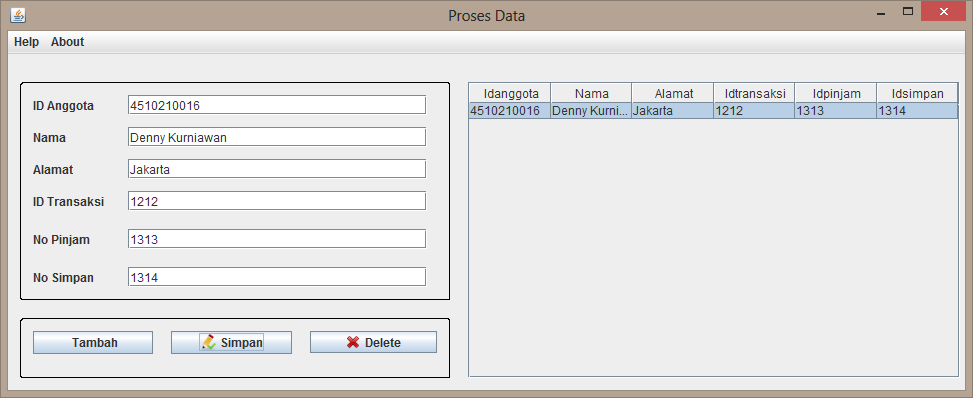 Proses Data
Help About
ID Anggota 4510210016
Nama Denny Kurniawan
Alamat Jakarta
ID Transaksi 1212
No Pinjam 1313
No Simpan 1314
Tambah Simpan Delete
Idanggota Nama Alamat Idtransaksi Idpinjam Idsimpan
4510210016 Denny Kurni... Jakarta 1212 1313 1314